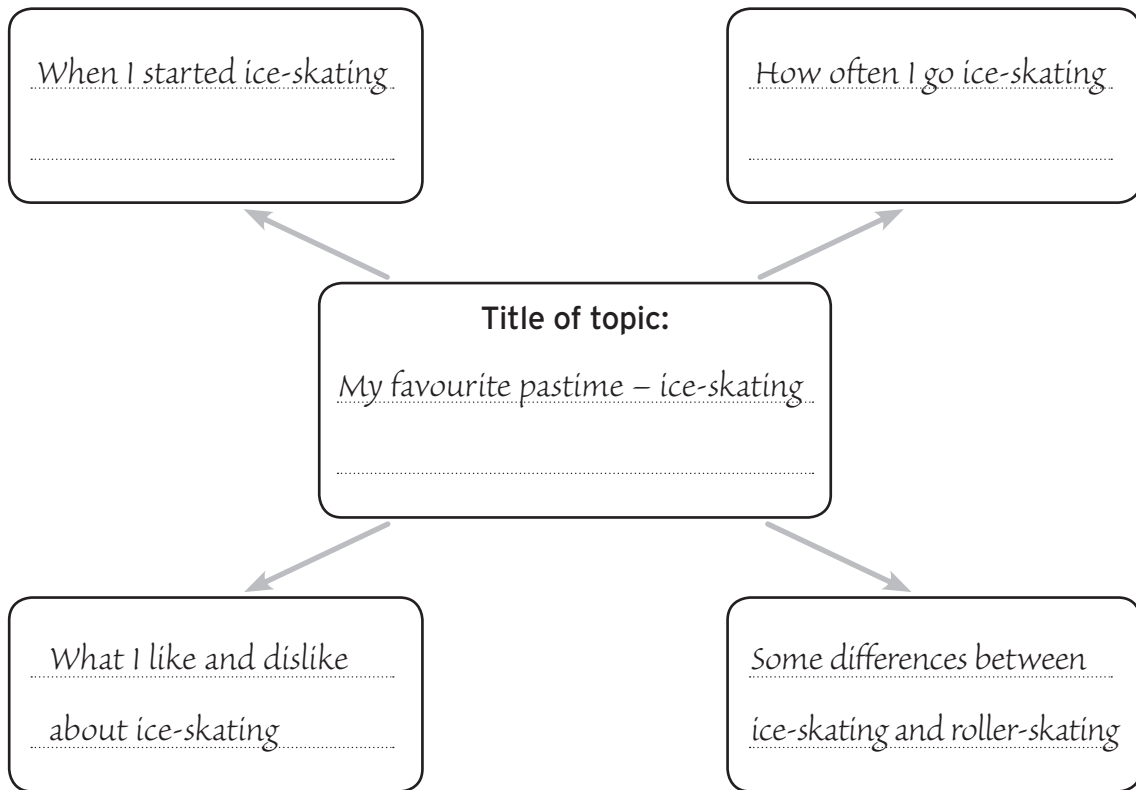 When I started ice-skating
How often I go ice-skating
Title of topic:
My favourite pastime – ice-skating
What I like and dislike
about ice-skating
Some differences between
ice-skating and roller-skating